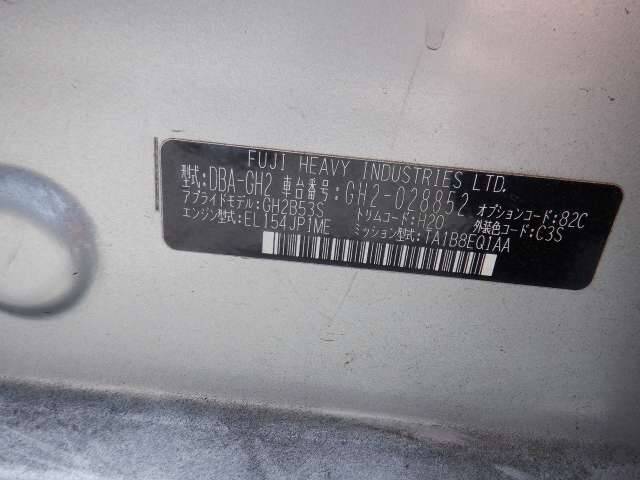 FUJI HEAVY INDUSTRIES LTD.
型式: DBA-GH2 車台番号: GH2-028852 オプションコード: 82C
アプライドモデル: GH2B53S トリムコード: H20 外装色コード: C3S
エンジン型式: EL154JP1ME ミッション型式: TA1B8EQ1AA